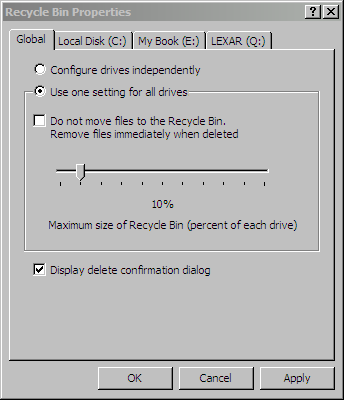 Recycle Bin Properties
Global Local Disk (C:) My Book (E:) LEXAR (Q:)
Configure drives independently
Use one setting for all drives
Do not move files to the Recycle Bin.
Remove files immediately when deleted
10%
Maximum size of Recycle Bin (percent of each drive)
Display delete confirmation dialog
OK Cancel Apply